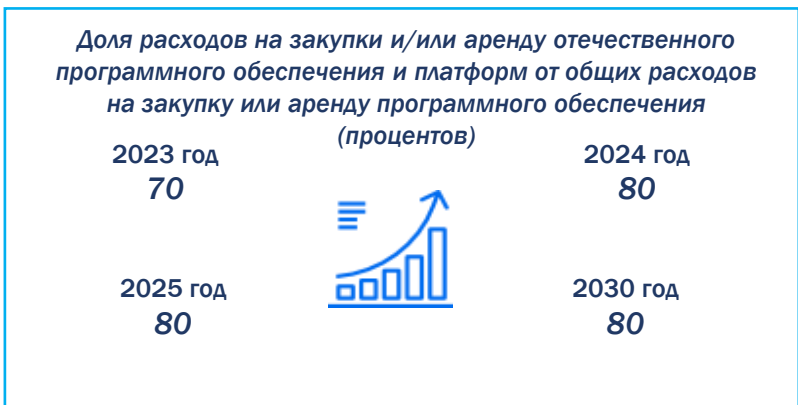 Доля расходов на закупки и/или аренду отечественного
программного обеспечения и платформ от общих расходов
на закупку или аренду программного обеспечения
(процентов)
2023 год
70
2024 год
80
2025 год
80
2030 год
80